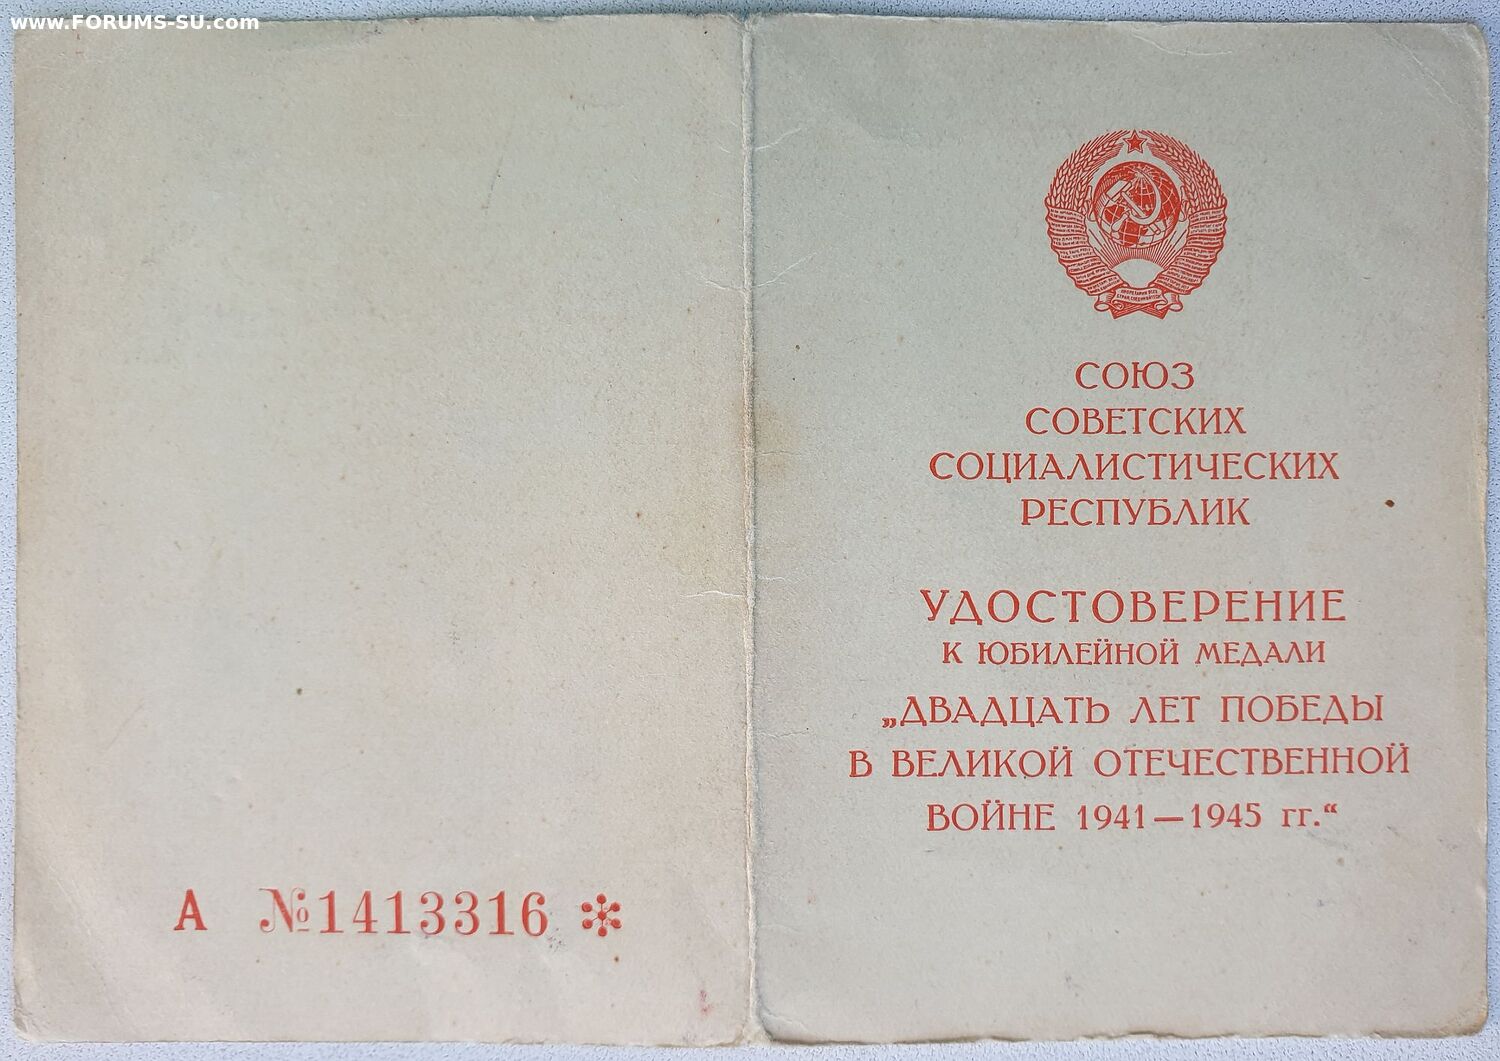 www.FORUMS-SU.com
А №1413316 *
СОЮЗ
СОВЕТСКИХ
СОЦИАЛИСТИЧЕСКИХ
РЕСПУБЛИК
УДОСТОВЕРЕНИЕ
К ЮБИЛЕЙНОЙ МЕДАЛИ
„ДВАДЦАТЬ ЛЕТ ПОБЕДЫ
В ВЕЛИКОЙ ОТЕЧЕСТВЕННОЙ
ВОЙНЕ 1941—1945 гг.“